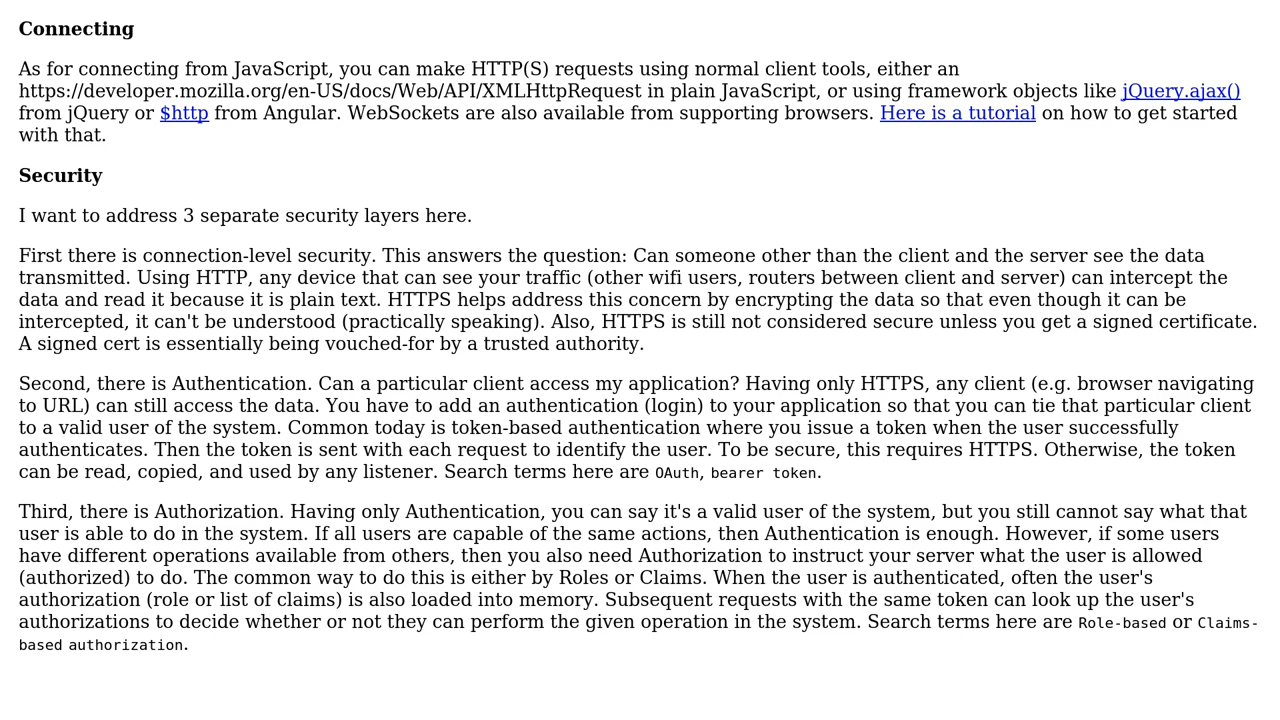 Connecting
As for connecting from JavaScript, you can make HTTP(S) requests using normal client tools, either an
https://developer.mozilla.org/en-US/docs/Web/API/XMLHttpRequest in plain JavaScript, or using framework objects like jQuery.ajax()
from jQuery or $http from Angular. WebSockets are also available from supporting browsers. Here is a tutorial on how to get started
with that.
Security
I want to address 3 separate security layers here.
First there is connection-level security. This answers the question: Can someone other than the client and the server see the data
transmitted. Using HTTP, any device that can see your traffic (other wifi users, routers between client and server) can intercept the
data and read it because it is plain text. HTTPS helps address this concern by encrypting the data so that even though it can be
intercepted, it can't be understood (practically speaking). Also, HTTPS is still not considered secure unless you get a signed certificate.
A signed cert is essentially being vouched-for by a trusted authority.
Second, there is Authentication. Can a particular client access my application? Having only HTTPS, any client (e.g. browser navigating
to URL) can still access the data. You have to add an authentication (login) to your application so that you can tie that particular client
to a valid user of the system. Common today is token-based authentication where you issue a token when the user successfully
authenticates. Then the token is sent with each request to identify the user. To be secure, this requires HTTPS. Otherwise, the token
can be read, copied, and used by any listener. Search terms here are OAuth, bearer token.
Third, there is Authorization. Having only Authentication, you can say it's a valid user of the system, but you still cannot say what that
user is able to do in the system. If all users are capable of the same actions, then Authentication is enough. However, if some users
have different operations available from others, then you also need Authorization to instruct your server what the user is allowed
(authorized) to do. The common way to do this is either by Roles or Claims. When the user is authenticated, often the user's
authorization (role or list of claims) is also loaded into memory. Subsequent requests with the same token can look up the user's
authorizations to decide whether or not they can perform the given operation in the system. Search terms here are Role-based or Claims-
based authorization.